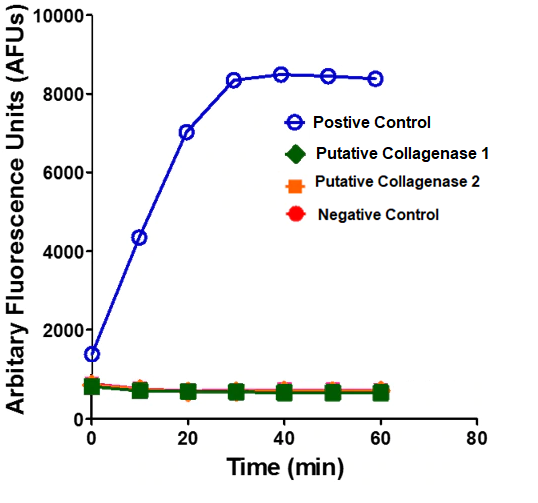 Arbitary Fluorescence Units (AFUs)
10000
8000
6000
4000
2000
0
Postive Control
Putative Collagenase 1
Putative Collagenase 2
Negative Control
0 20 40 60 80
Time (min)